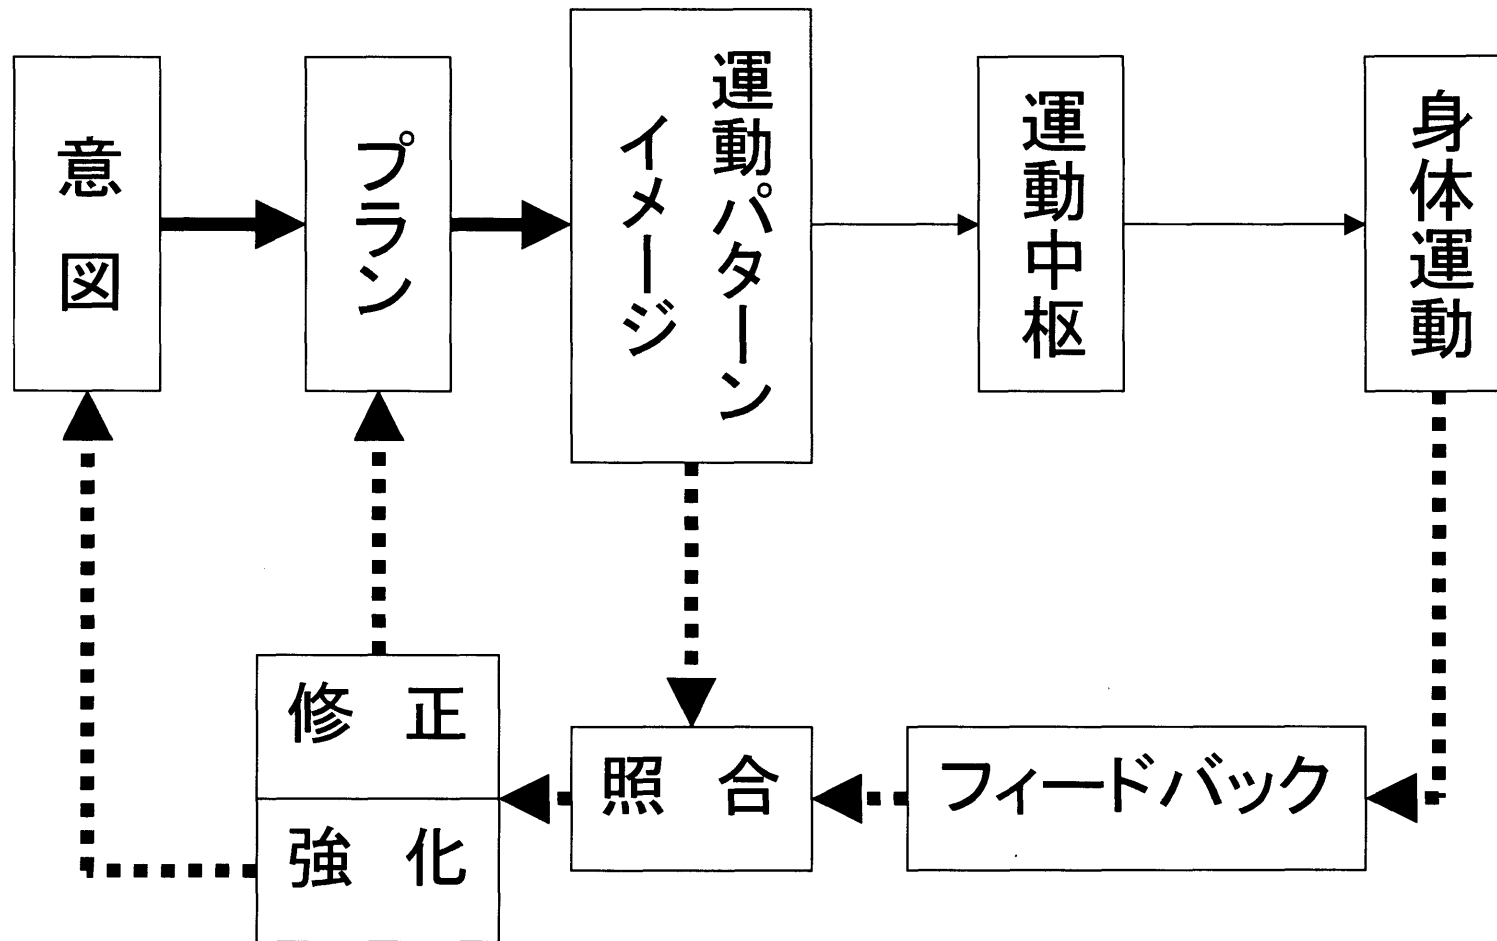 意図
プラン
運動パターン
イメージ
運動中枢
身体運動
修正
強化
照合
フィードバック